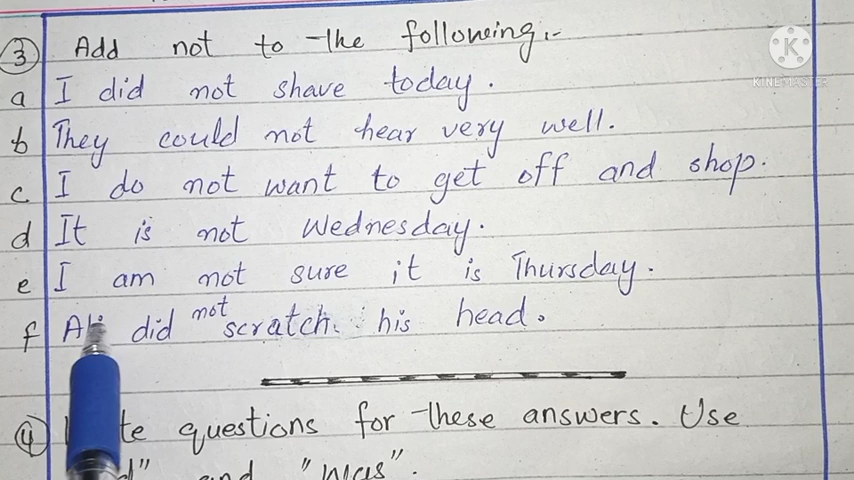 3 Add not to the following:-
KINEMASTER
a I did not shave today.
b They could not hear very well.
c I do not want to get off and shop.
d It is not Wednesday.
e I am not sure it is Thursday.
f did not scratch his head.
4 questions for these answers. Use
and "was".